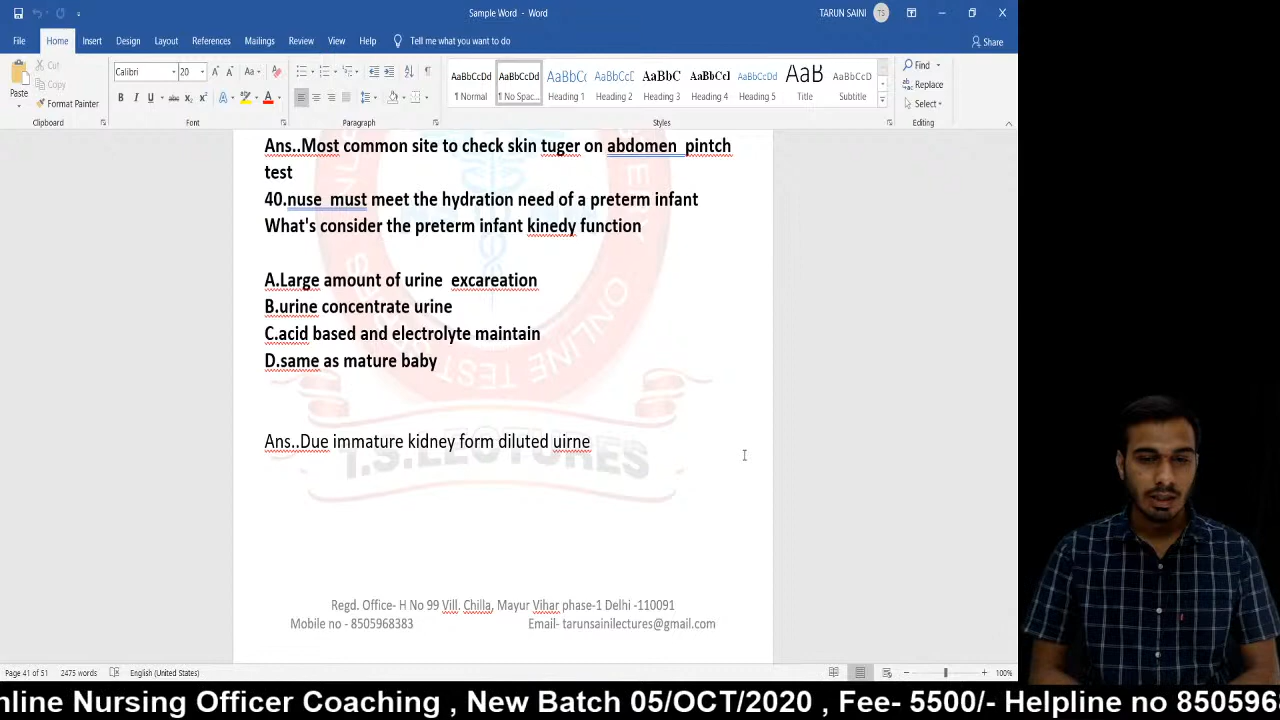 Sample Word - Word
TARUN SAINI
TS
File Home Insert Design Layout References Mailings Review View Help Tell me what you want to do
Share
Paste
Cut
Copy
Format Painter
Clipboard
Calibri 20
Font
Paragraph
AaBbCcDd AaBbCcDd AaBbCc AaBbCcD AaBbC AaBbCcI AaBbCcDd AaB AaBbCcDd
¶ Normal ¶ No Spac... Heading 1 Heading 2 Heading 3 Heading 4 Heading 5 Title Subtitle
Styles
Find
Replace
Select
Editing
Ans..Most common site to check skin tuger on abdomen pintch
test
40.nuse must meet the hydration need of a preterm infant
What's consider the preterm infant kinedy function
A.Large amount of urine excareation
B.urine concentrate urine
C.acid based and electrolyte maintain
D.same as mature baby
Ans..Due immature kidney form diluted uirne
ONLINE TEST
T.S.LECTURES
Regd. Office- H No 99 Vill. Chilla, Mayur Vihar phase-1 Delhi -110091
Mobile no - 8505968383 Email- tarunsainilectures@gmail.com
Page 41 of 51 2475 words English (United States) 100%
nline Nursing Officer Coaching , New Batch 05/OCT/2020 , Fee- 5500/- Helpline no 850596